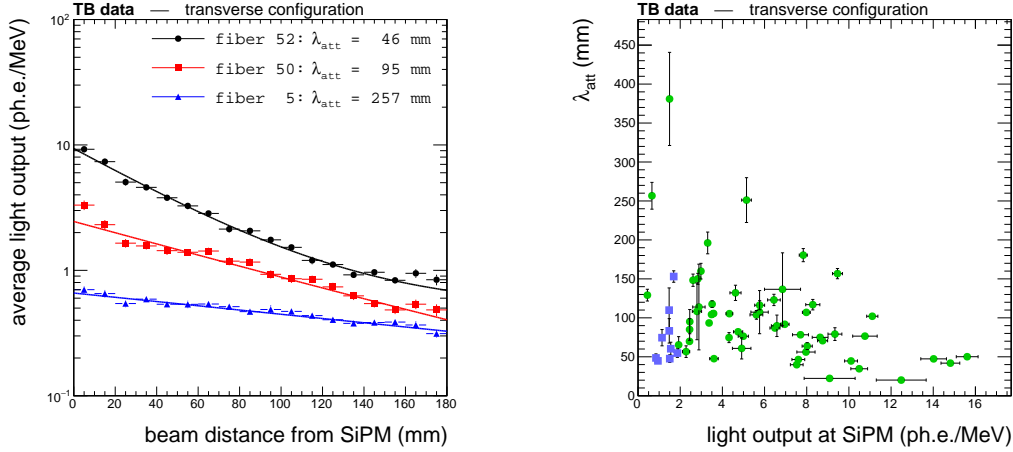 TB data — transverse configuration
fiber 52: λatt = 46 mm
fiber 50: λatt = 95 mm
fiber 5: λatt = 257 mm
average light output (ph.e./MeV)
10²
10
1
10⁻¹
0 20 40 60 80 100 120 140 160 180
beam distance from SiPM (mm)
TB data — transverse configuration
λatt (mm)
450
400
350
300
250
200
150
100
50
0
0 2 4 6 8 10 12 14 16
light output at SiPM (ph.e./MeV)